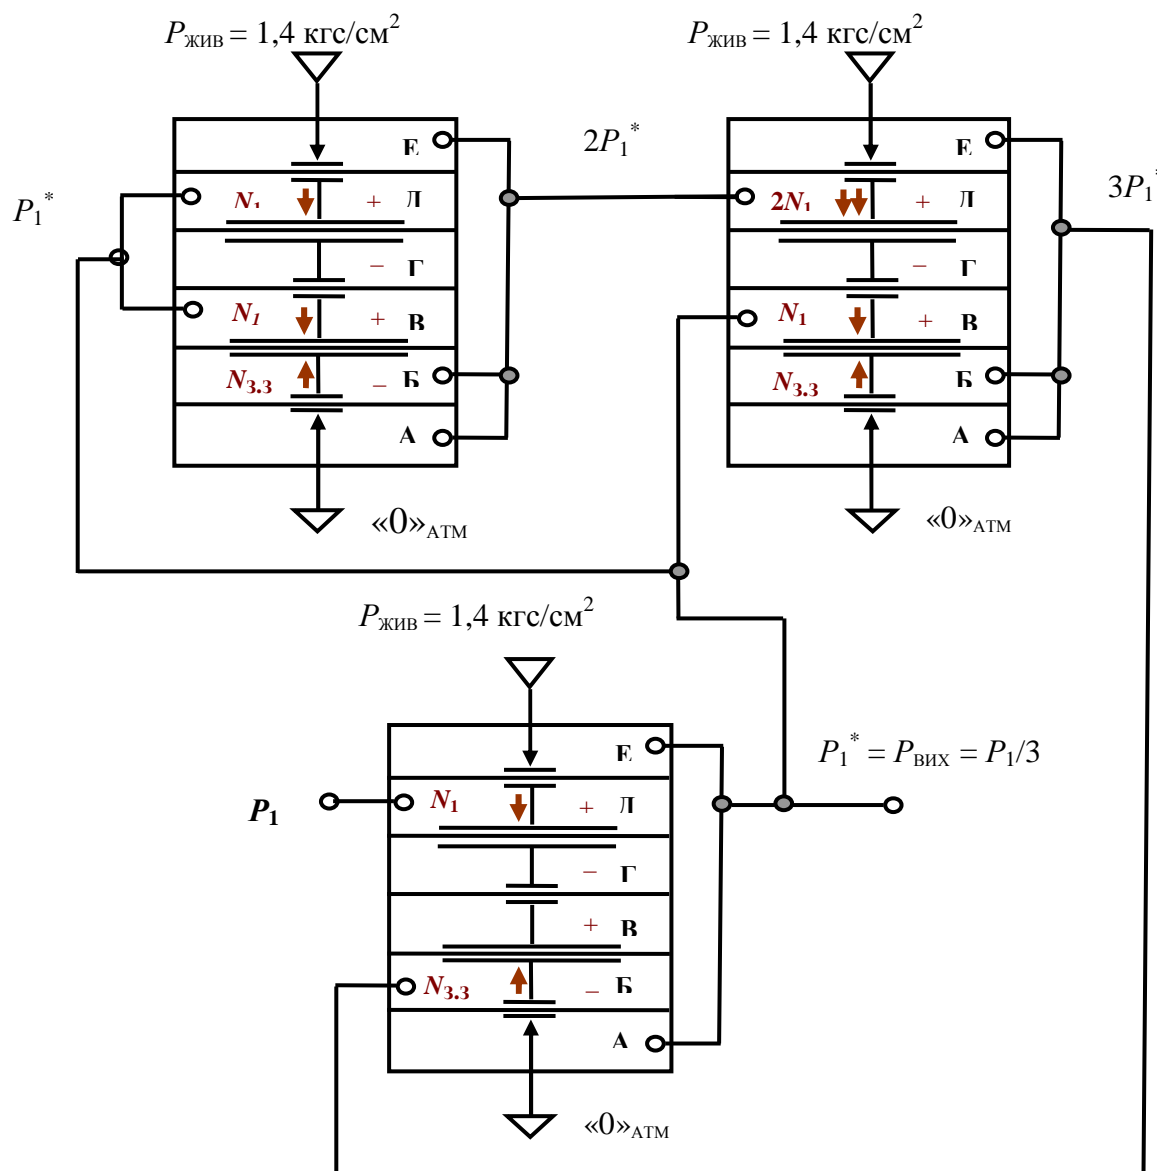 Pжив = 1,4 кгс/см²
Pжив = 1,4 кгс/см²
Е
2P₁*
Е
P₁*
N₁ + Д
2N₁ + Д
3P₁*
– Г
– Г
N₁ + В
N₁ + В
N₃.₃ – Б
N₃.₃ Б
А
А
«0»АТМ
«0»АТМ
Pжив = 1,4 кгс/см²
Е
P₁* = Pвих = P₁/3
P₁
N₁ + Д
– Г
+ В
N₃.₃ – Б
А
«0»АТМ